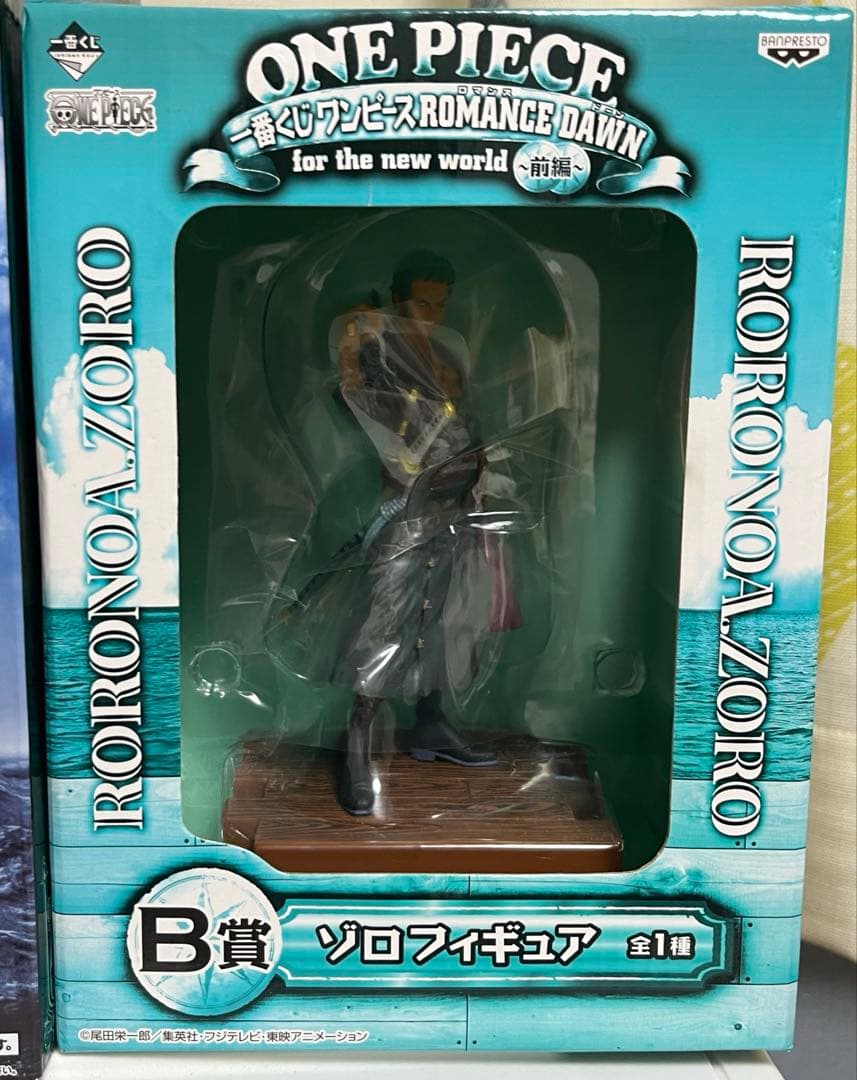 一番くじ
ONE PIECE
BANPRESTO
ONE PIECE
ロマンス ドーン
一番くじワンピースROMANCE DAWN
for the new world ~前編~
RORONOA.ZORO
RORONOA.ZORO
B賞
ゾロフィギュア 全1種
©尾田栄一郎/集英社・フジテレビ・東映アニメーション
す。
い。